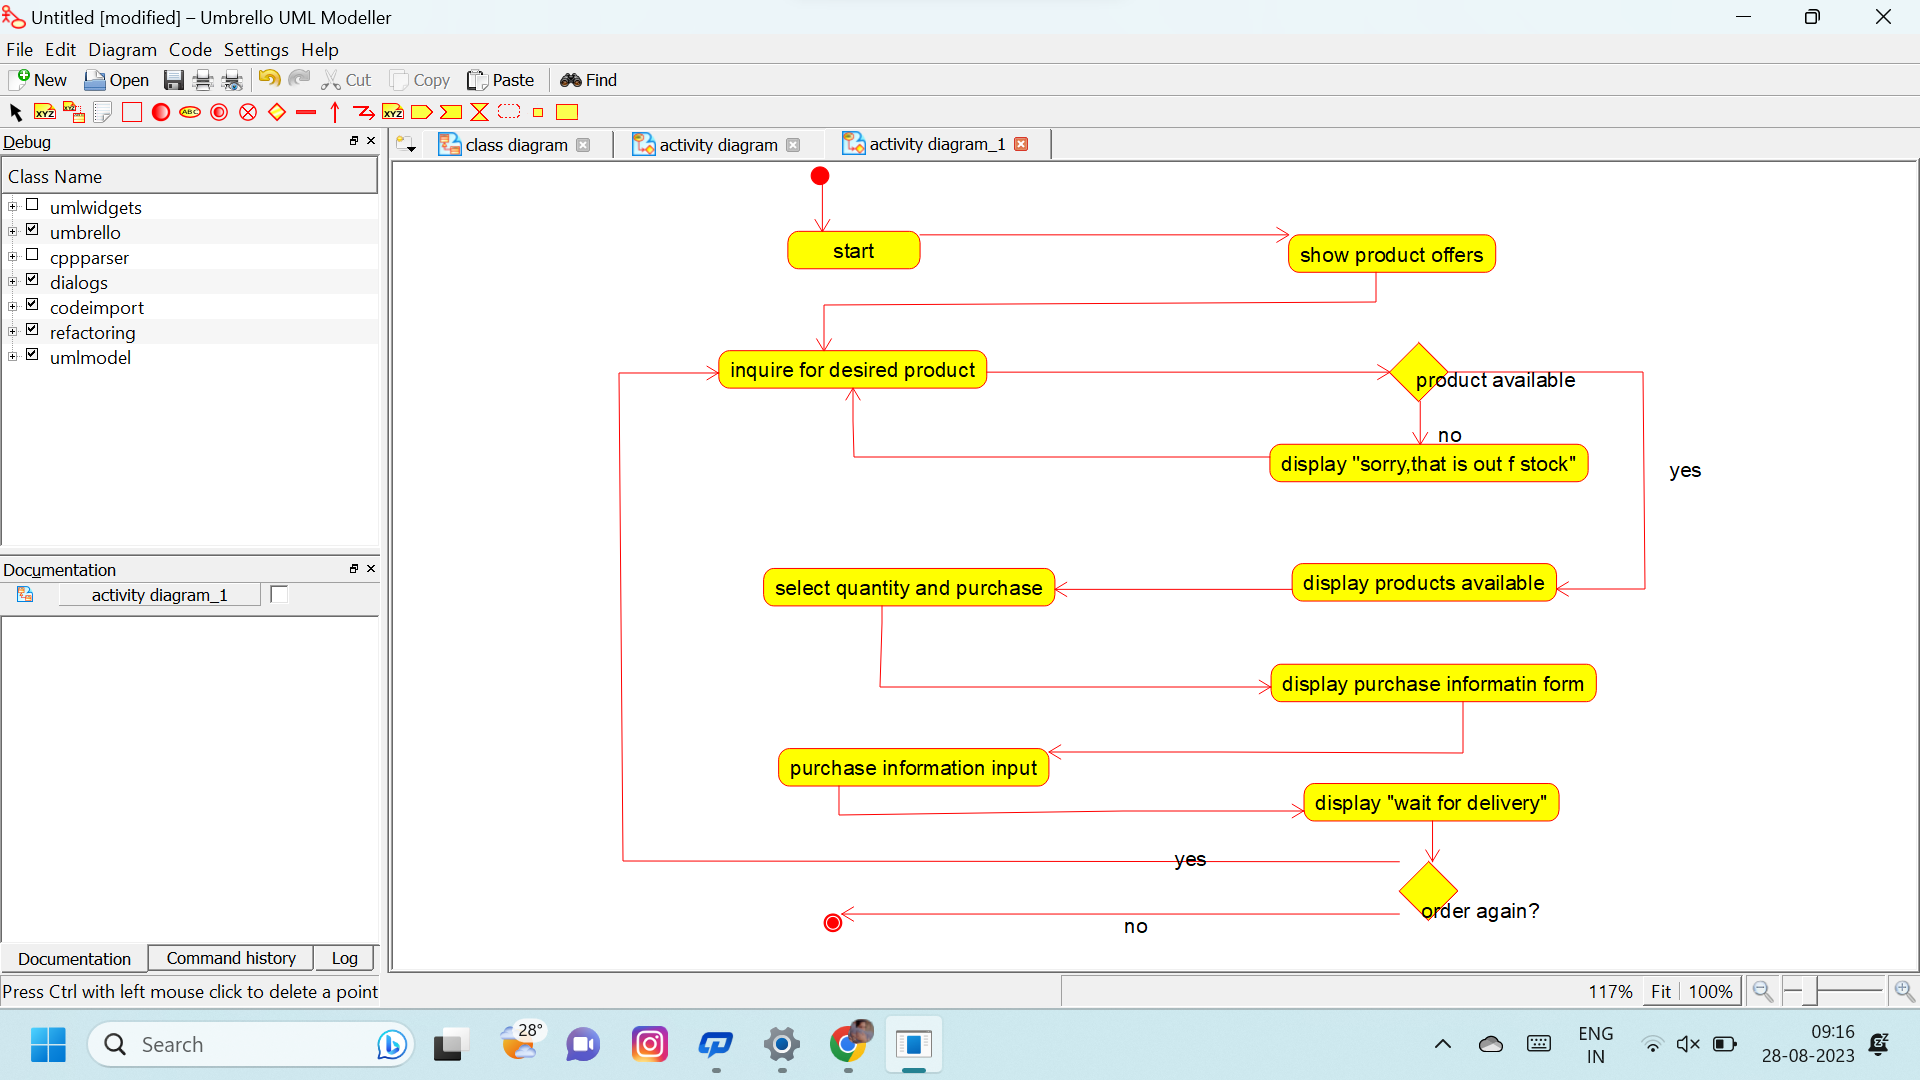 Untitled [modified] – Umbrello UML Modeller
File Edit Diagram Code Settings Help
New Open Cut Copy Paste Find
XYZ XYZ ABC XYZ
Debug
class diagram activity diagram activity diagram_1
Class Name
umlwidgets
umbrello
cppparser
dialogs
codeimport
refactoring
umlmodel
start
show product offers
inquire for desired product
product available
no
display "sorry,that is out f stock"
yes
display products available
select quantity and purchase
display purchase informatin form
purchase information input
display "wait for delivery"
yes
order again?
no
Documentation
activity diagram_1
Documentation Command history Log
Press Ctrl with left mouse click to delete a point
117% Fit 100%
Search
28°
ENG
IN
09:16
28-08-2023